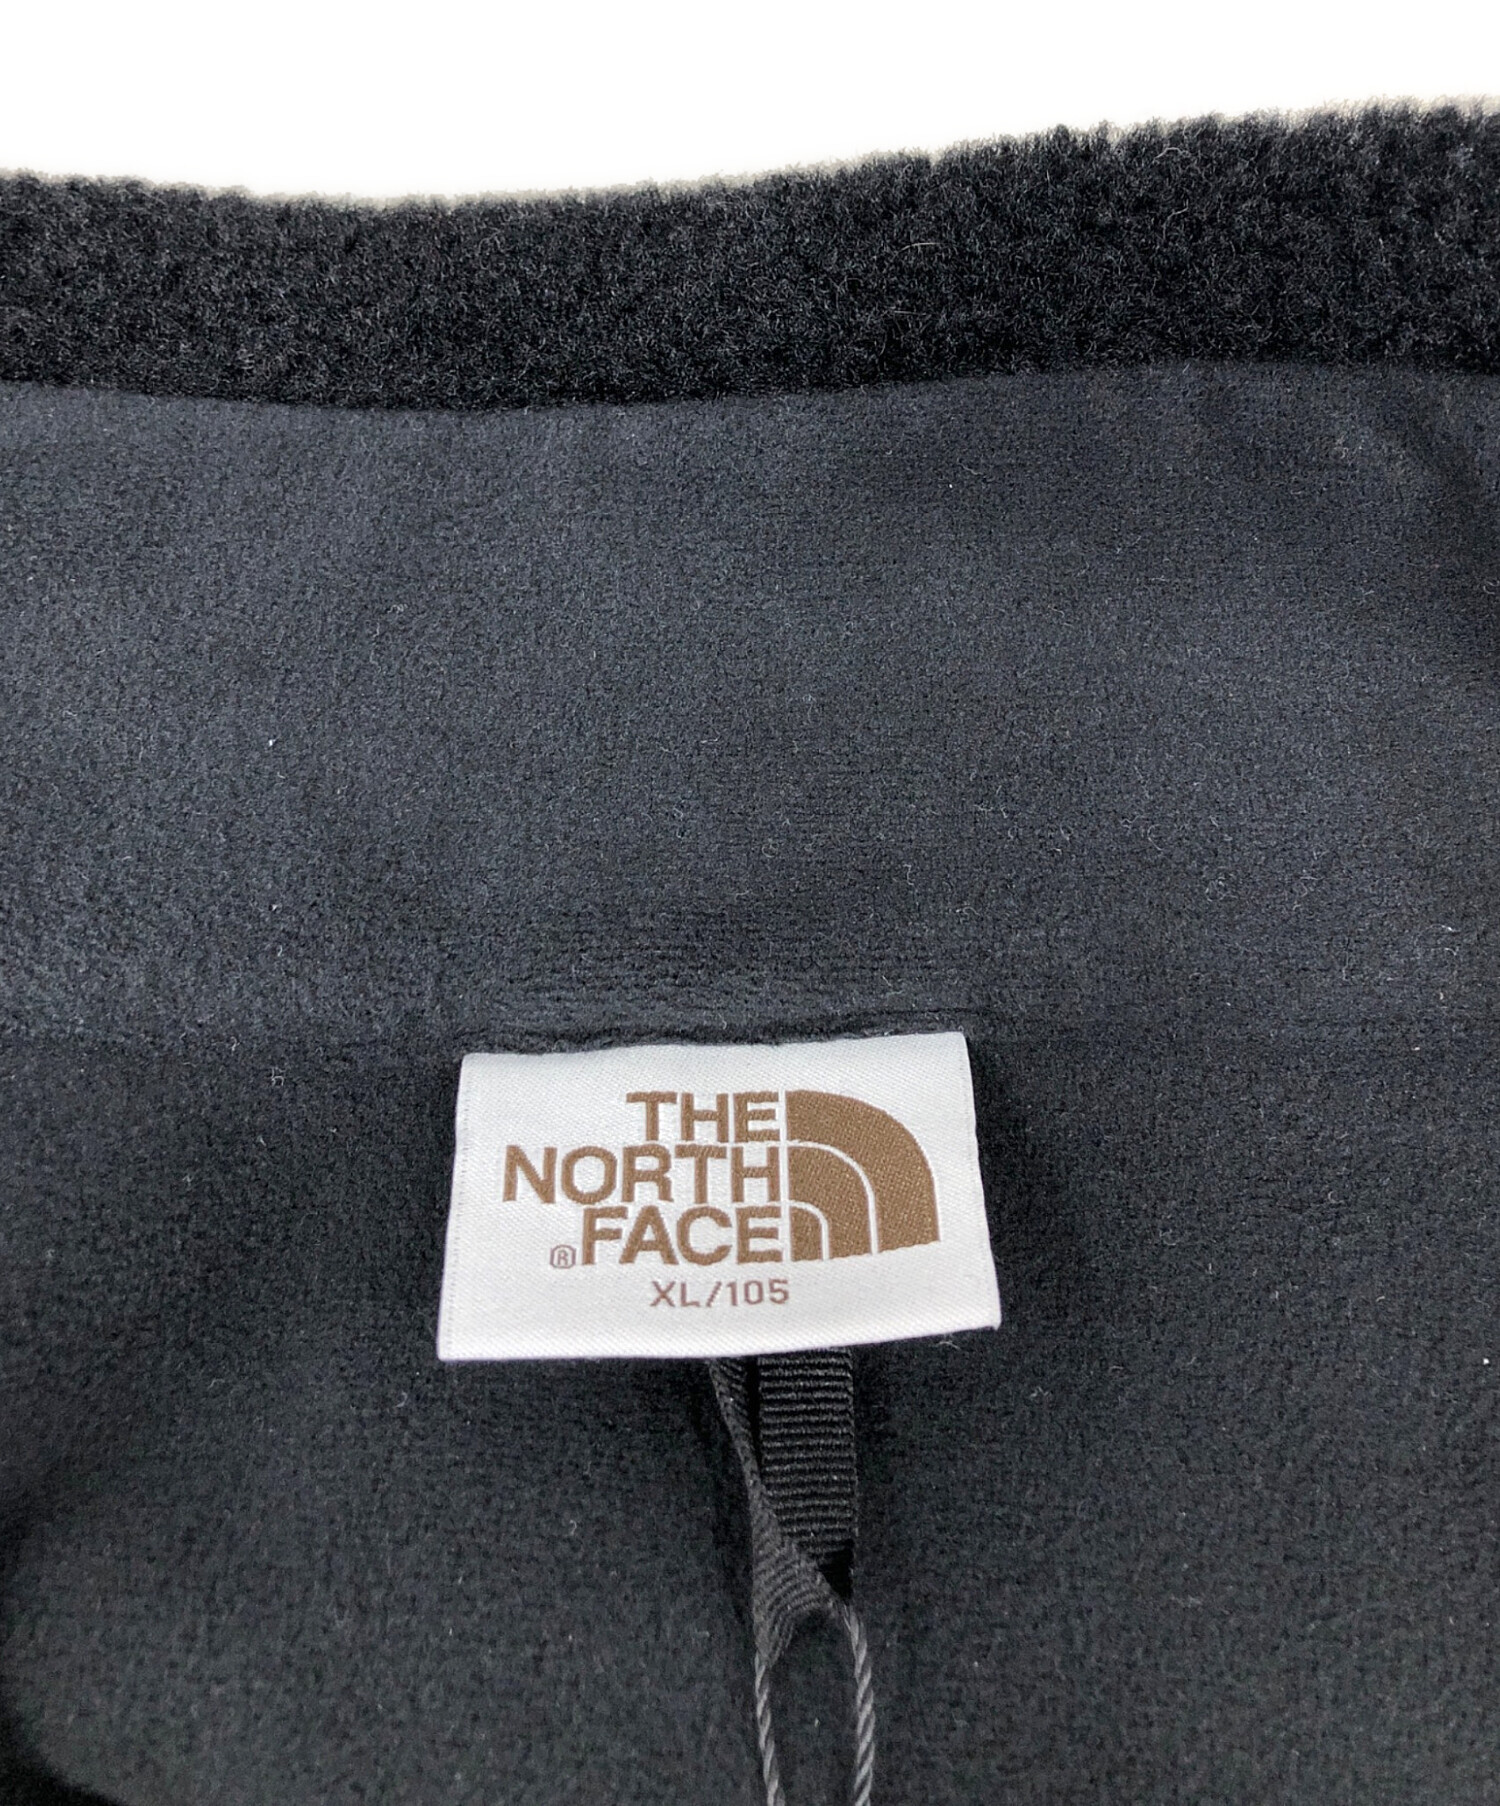 THE
NORTH
®FACE
XL/105